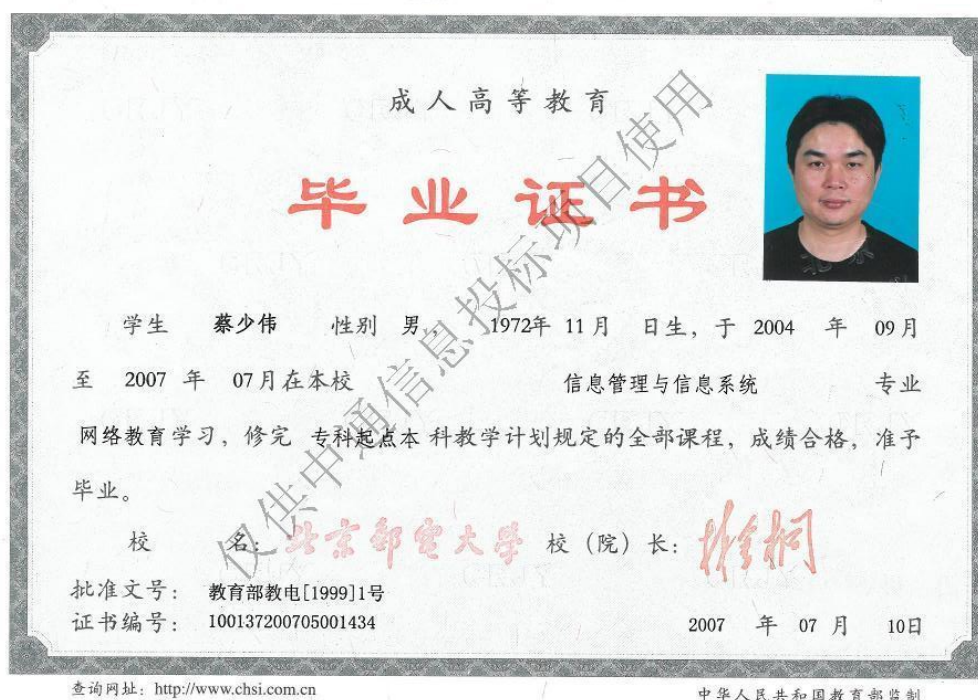 成人高等教育
毕业证书
学生 蔡少伟 性别 男, 1972年 11月 日生, 于 2004 年 09月
至 2007 年 07月在本校 信息管理与信息系统 专业
网络教育学习, 修完 专科起点本科教学计划规定的全部课程, 成绩合格, 准予
毕业。
校 名: 北京邮电大学 校(院)长:
批准文号: 教育部教电[1999]1号
证书编号: 100137200705001434
2007 年 07 月 10日
查询网址: http://www.chsi.com.cn
中华人民共和国教育部监制
仅供中通信息投标项目使用